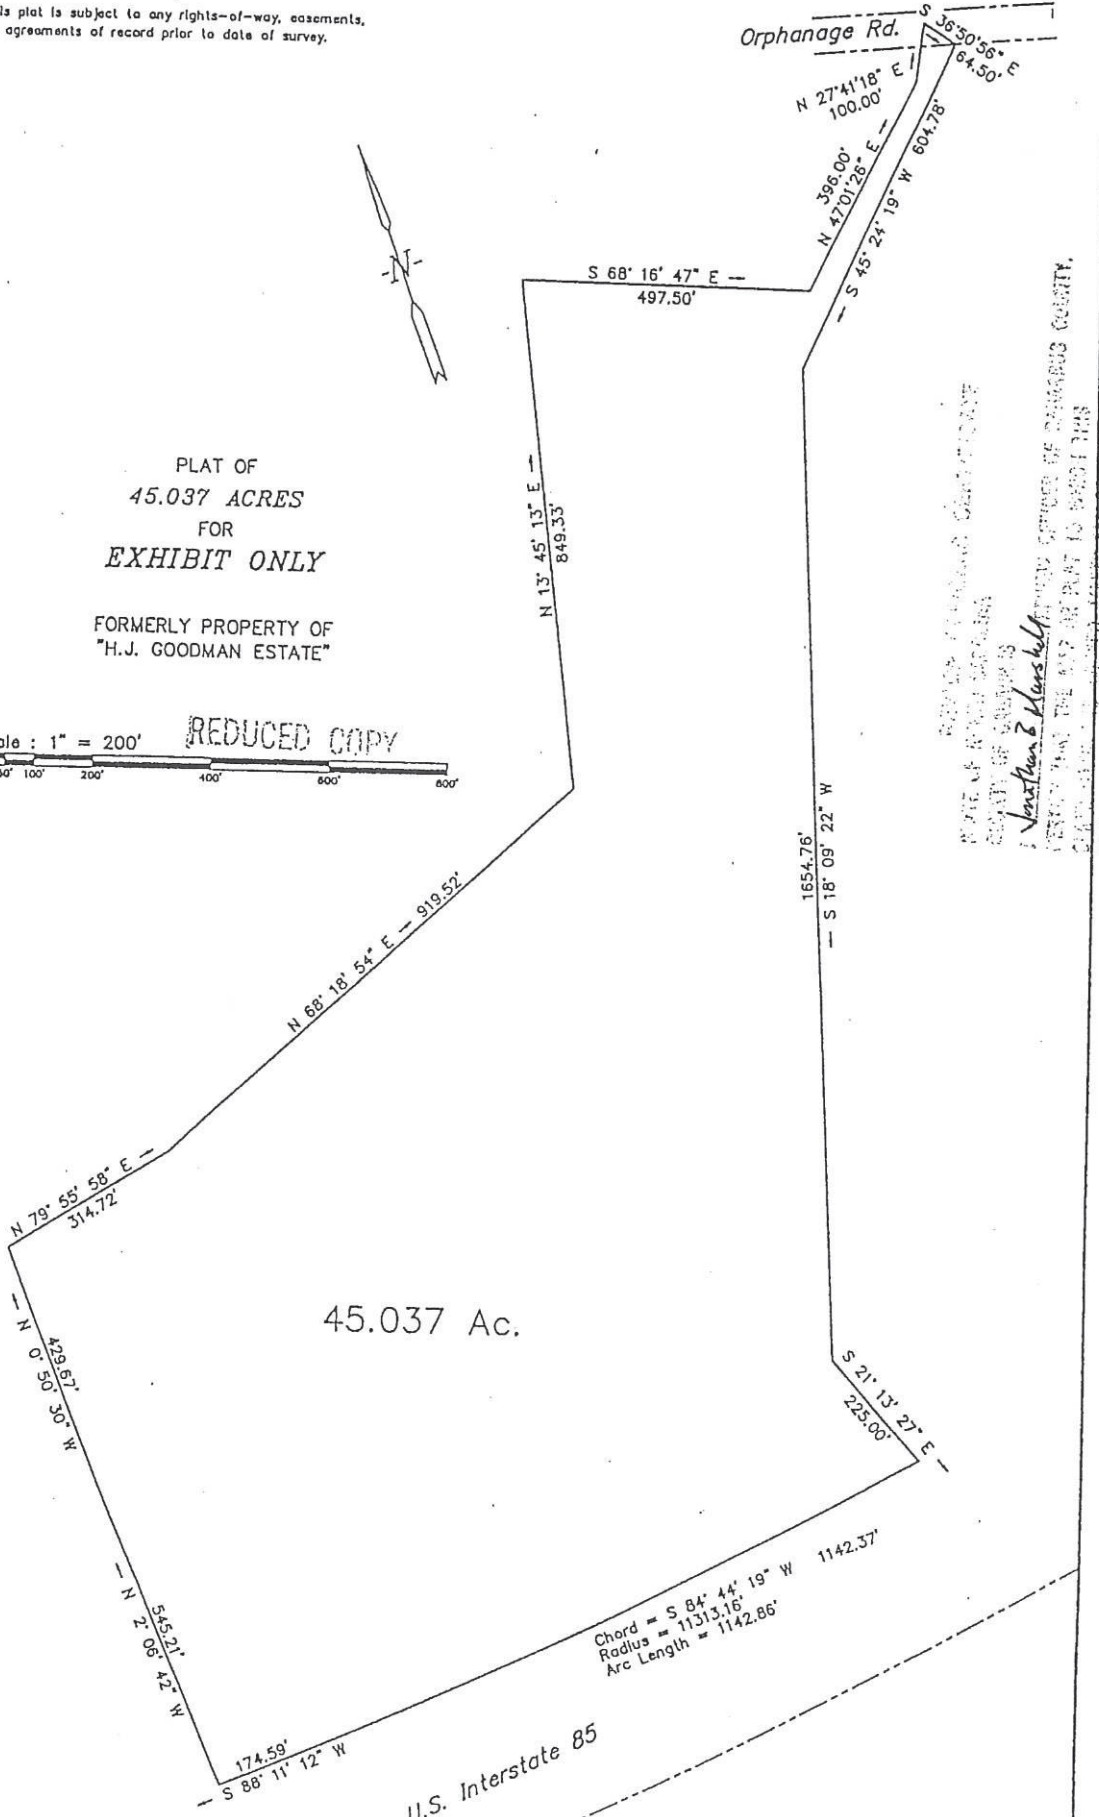 is plat is subject to any rights-of-way, easements,
agreements of record prior to date of survey.
Orphanage Rd.
S 36°50'56" E
64.50'
N 27°41'18" E
100.00'
396.00'
N 47°01'26" E
S 45° 24' 19" W 604.78'
S 68° 16' 47" E
497.50'
N
N 13° 45' 13" E
849.33'
PLAT OF
45.037 ACRES
FOR
EXHIBIT ONLY
FORMERLY PROPERTY OF
"H.J. GOODMAN ESTATE"
ale : 1" = 200'
REDUCED COPY
100' 200' 400' 600' 800'
1654.76'
S 18° 09' 22" W
Jonathan B Marshall
N 68° 18' 54" E 919.52'
N 79° 55' 58" E
314.72'
45.037 Ac.
429.67'
N 0° 50' 30" W
S 21° 13' 27" E
225.00'
545.21'
N 2° 06' 42" W
Chord = S 84° 44' 19" W 1142.37'
Radius = 11313.16'
Arc Length = 1142.86'
174.59'
S 88° 11' 12" W
U.S. Interstate 85